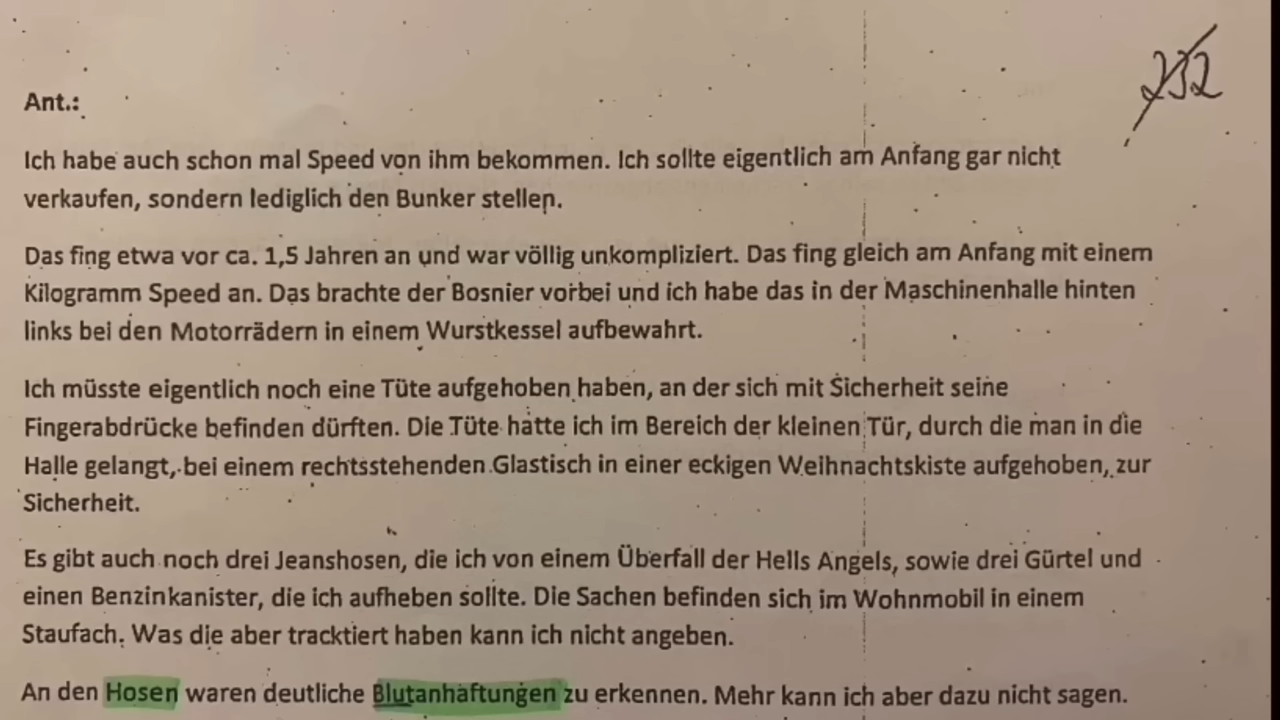 232
Ant.:
Ich habe auch schon mal Speed von ihm bekommen. Ich sollte eigentlich am Anfang gar nicht
verkaufen, sondern lediglich den Bunker stellen.
Das fing etwa vor ca. 1,5 Jahren an und war völlig unkompliziert. Das fing gleich am Anfang mit einem
Kilogramm Speed an. Das brachte der Bosnier vorbei und ich habe das in der Maschinenhalle hinten
links bei den Motorrädern in einem Wurstkessel aufbewahrt.
Ich müsste eigentlich noch eine Tüte aufgehoben haben, an der sich mit Sicherheit seine
Fingerabdrücke befinden dürften. Die Tüte hatte ich im Bereich der kleinen Tür, durch die man in die
Halle gelangt, bei einem rechtsstehenden Glastisch in einer eckigen Weihnachtskiste aufgehoben, zur
Sicherheit.
Es gibt auch noch drei Jeanshosen, die ich von einem Überfall der Hells Angels, sowie drei Gürtel und
einen Benzinkanister, die ich aufheben sollte. Die Sachen befinden sich im Wohnmobil in einem
Staufach. Was die aber tracktiert haben kann ich nicht angeben.
An den Hosen waren deutliche Blutanhaftungen zu erkennen. Mehr kann ich aber dazu nicht sagen.